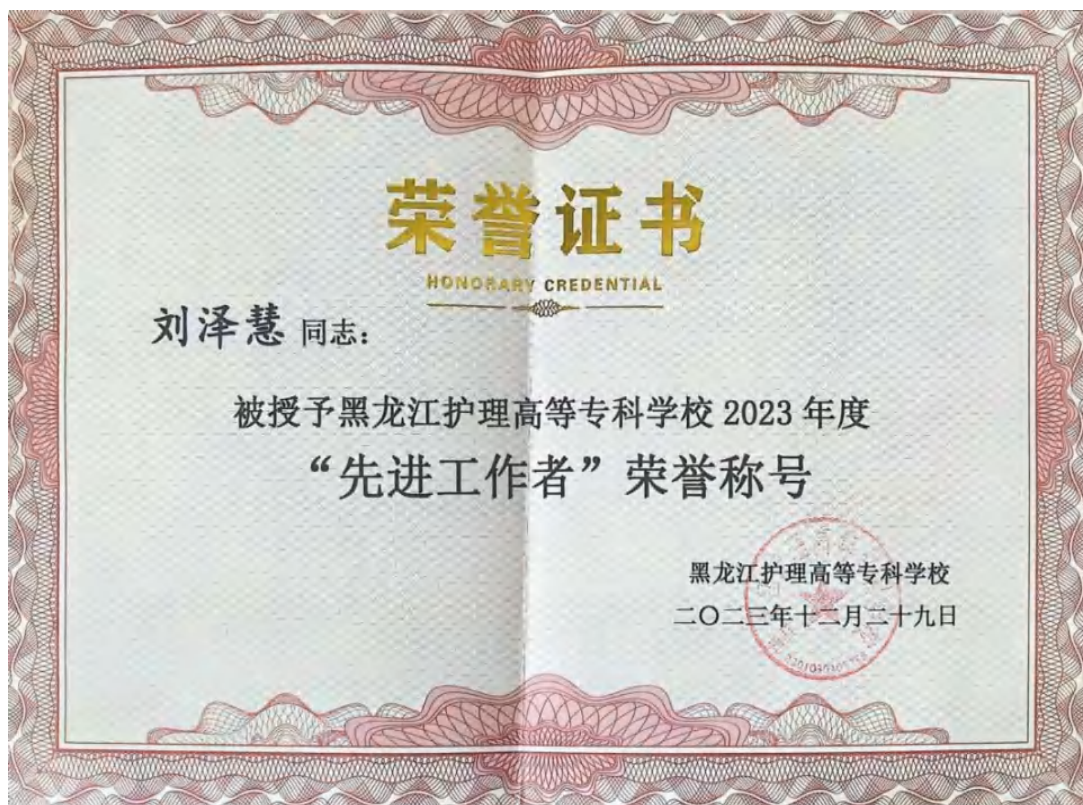 荣誉证书
HONORARY CREDENTIAL
刘泽慧 同志：
被授予黑龙江护理高等专科学校 2023 年度
“先进工作者”荣誉称号
黑龙江护理高等专科学校
二〇二三年十二月二十九日